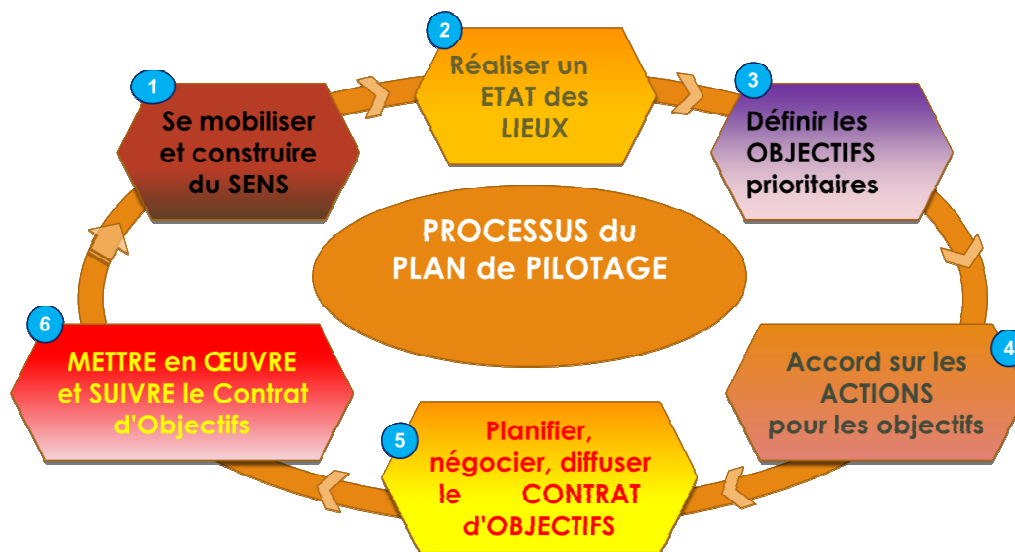 1
Se mobiliser
et construire
du SENS
2
Réaliser un
ETAT des
LIEUX
3
Définir les
OBJECTIFS
prioritaires
PROCESSUS du
PLAN de PILOTAGE
4
Accord sur les
ACTIONS
pour les objectifs
5
Planifier,
négocier, diffuser
le CONTRAT
d'OBJECTIFS
6
METTRE en ŒUVRE
et SUIVRE le Contrat
d'Objectifs